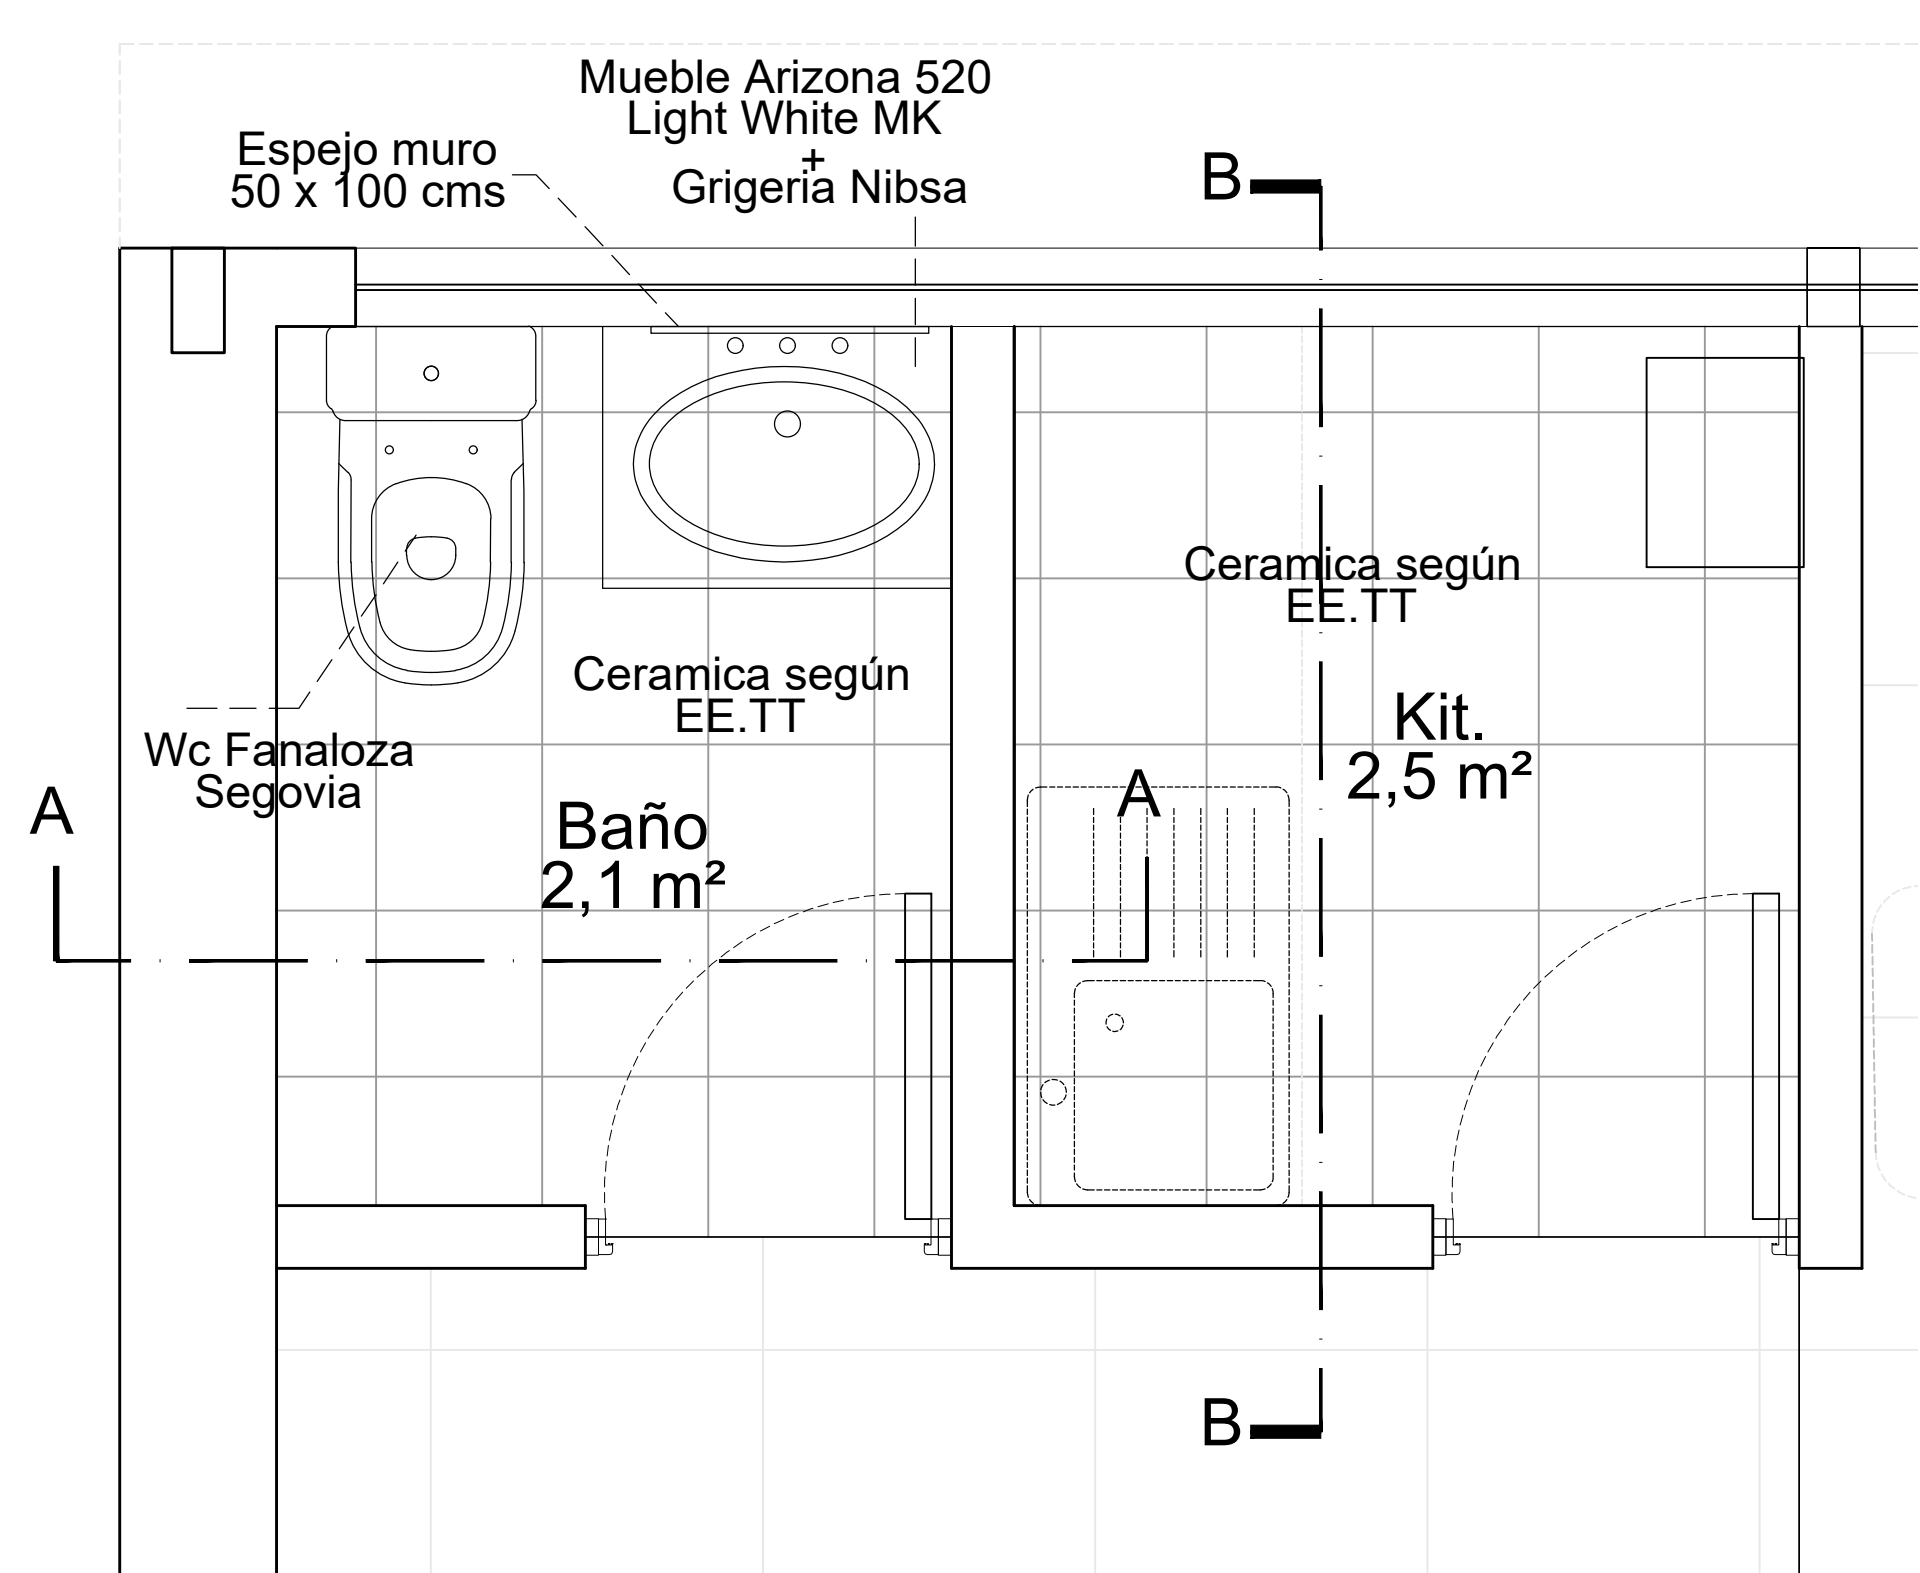 Mueble Arizona 520
Light White MK
+
Grigeria Nibsa
Espejo muro
50 x 100 cms
B
Ceramica según
EE.TT
Ceramica según
EE.TT
Kit.
2,5 m²
Wc Fanaloza
Segovia
A
A
Baño
2,1 m²
B